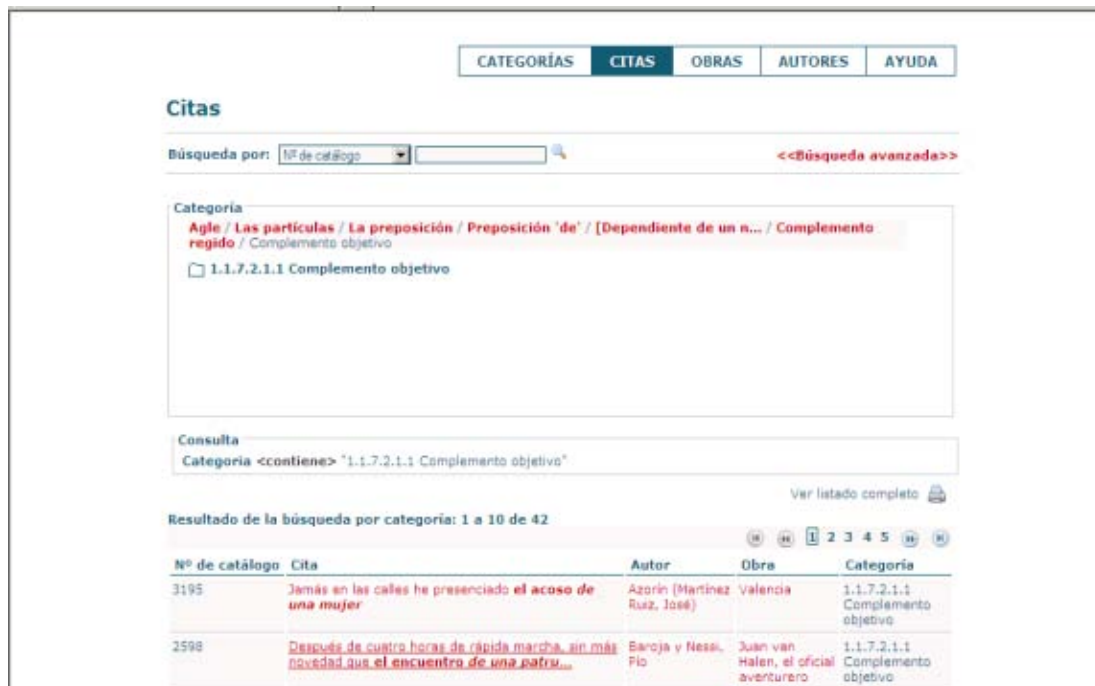 CATEGORÍAS CITAS OBRAS AUTORES AYUDA
Citas
Búsqueda por: Nº de catálogo <<Búsqueda avanzada>>
Categoría
Agle / Las partículas / La preposición / Preposición 'de' / [Dependiente de un n... / Complemento
regido / Complemento objetivo
1.1.7.2.1.1 Complemento objetivo
Consulta
Categoria <contiene> "1.1.7.2.1.1 Complemento objetivo"
Ver listado completo
Resultado de la búsqueda por categoría: 1 a 10 de 42
1 2 3 4 5
Nº de catálogo Cita Autor Obra Categoría
3195 Jamás en las calles he presenciado el acoso de Azorín (Martínez Valencia 1.1.7.2.1.1
una mujer Ruiz, José) Complemento
objetivo
2598 Después de cuatro horas de rápida marcha, sin más Baroja y Nessi, Juan van 1.1.7.2.1.1
novedad que el encuentro de una patru... Pío Halen, el oficial Complemento
aventurero objetivo